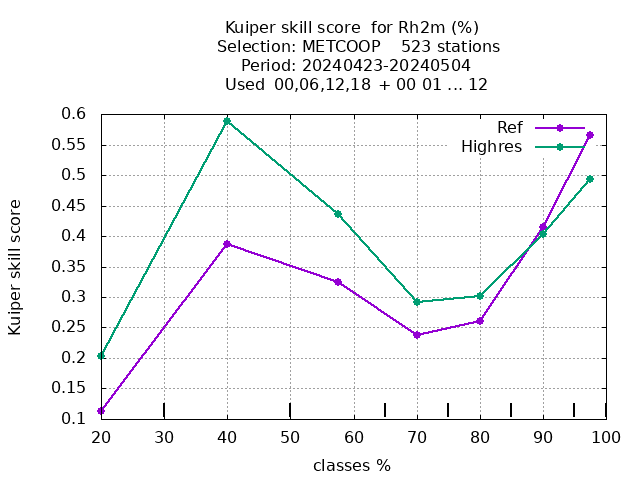 Kuiper skill score  for Rh2m (%)
Selection: METCOOP    523 stations
Period: 20240423-20240504
Used  00,06,12,18 + 00 01 ... 12
Ref
Highres
0.6
0.55
0.5
0.45
0.4
0.35
0.3
0.25
0.2
0.15
0.1
Kuiper skill score
20 30 40 50 60 70 80 90 100
classes %